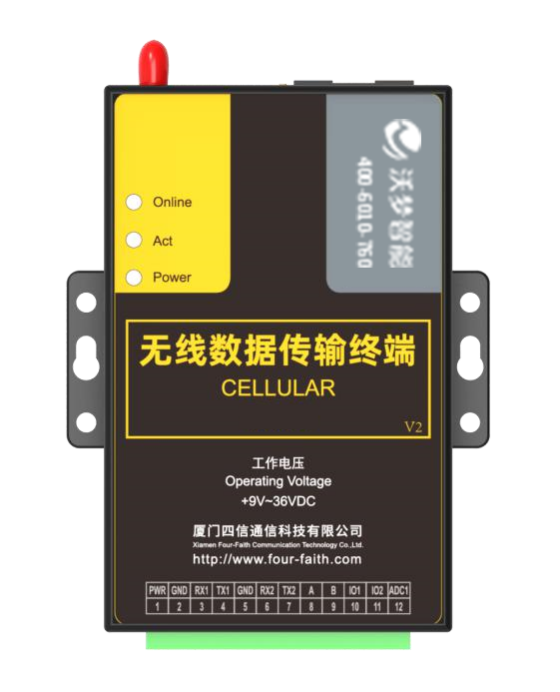 Online
Act
Power
沃梦智能
400-6010-760
无线数据传输终端
CELLULAR
V2
工作电压
Operating Voltage
+9V~36VDC
厦门四信通信科技有限公司
Xiamen Four-Faith Communication Technology Co.,Ltd.
http://www.four-faith.com
PWR GND RX1 TX1 GND RX2 TX2 A B IO1 IO2 ADC1
1 2 3 4 5 6 7 8 9 10 11 12